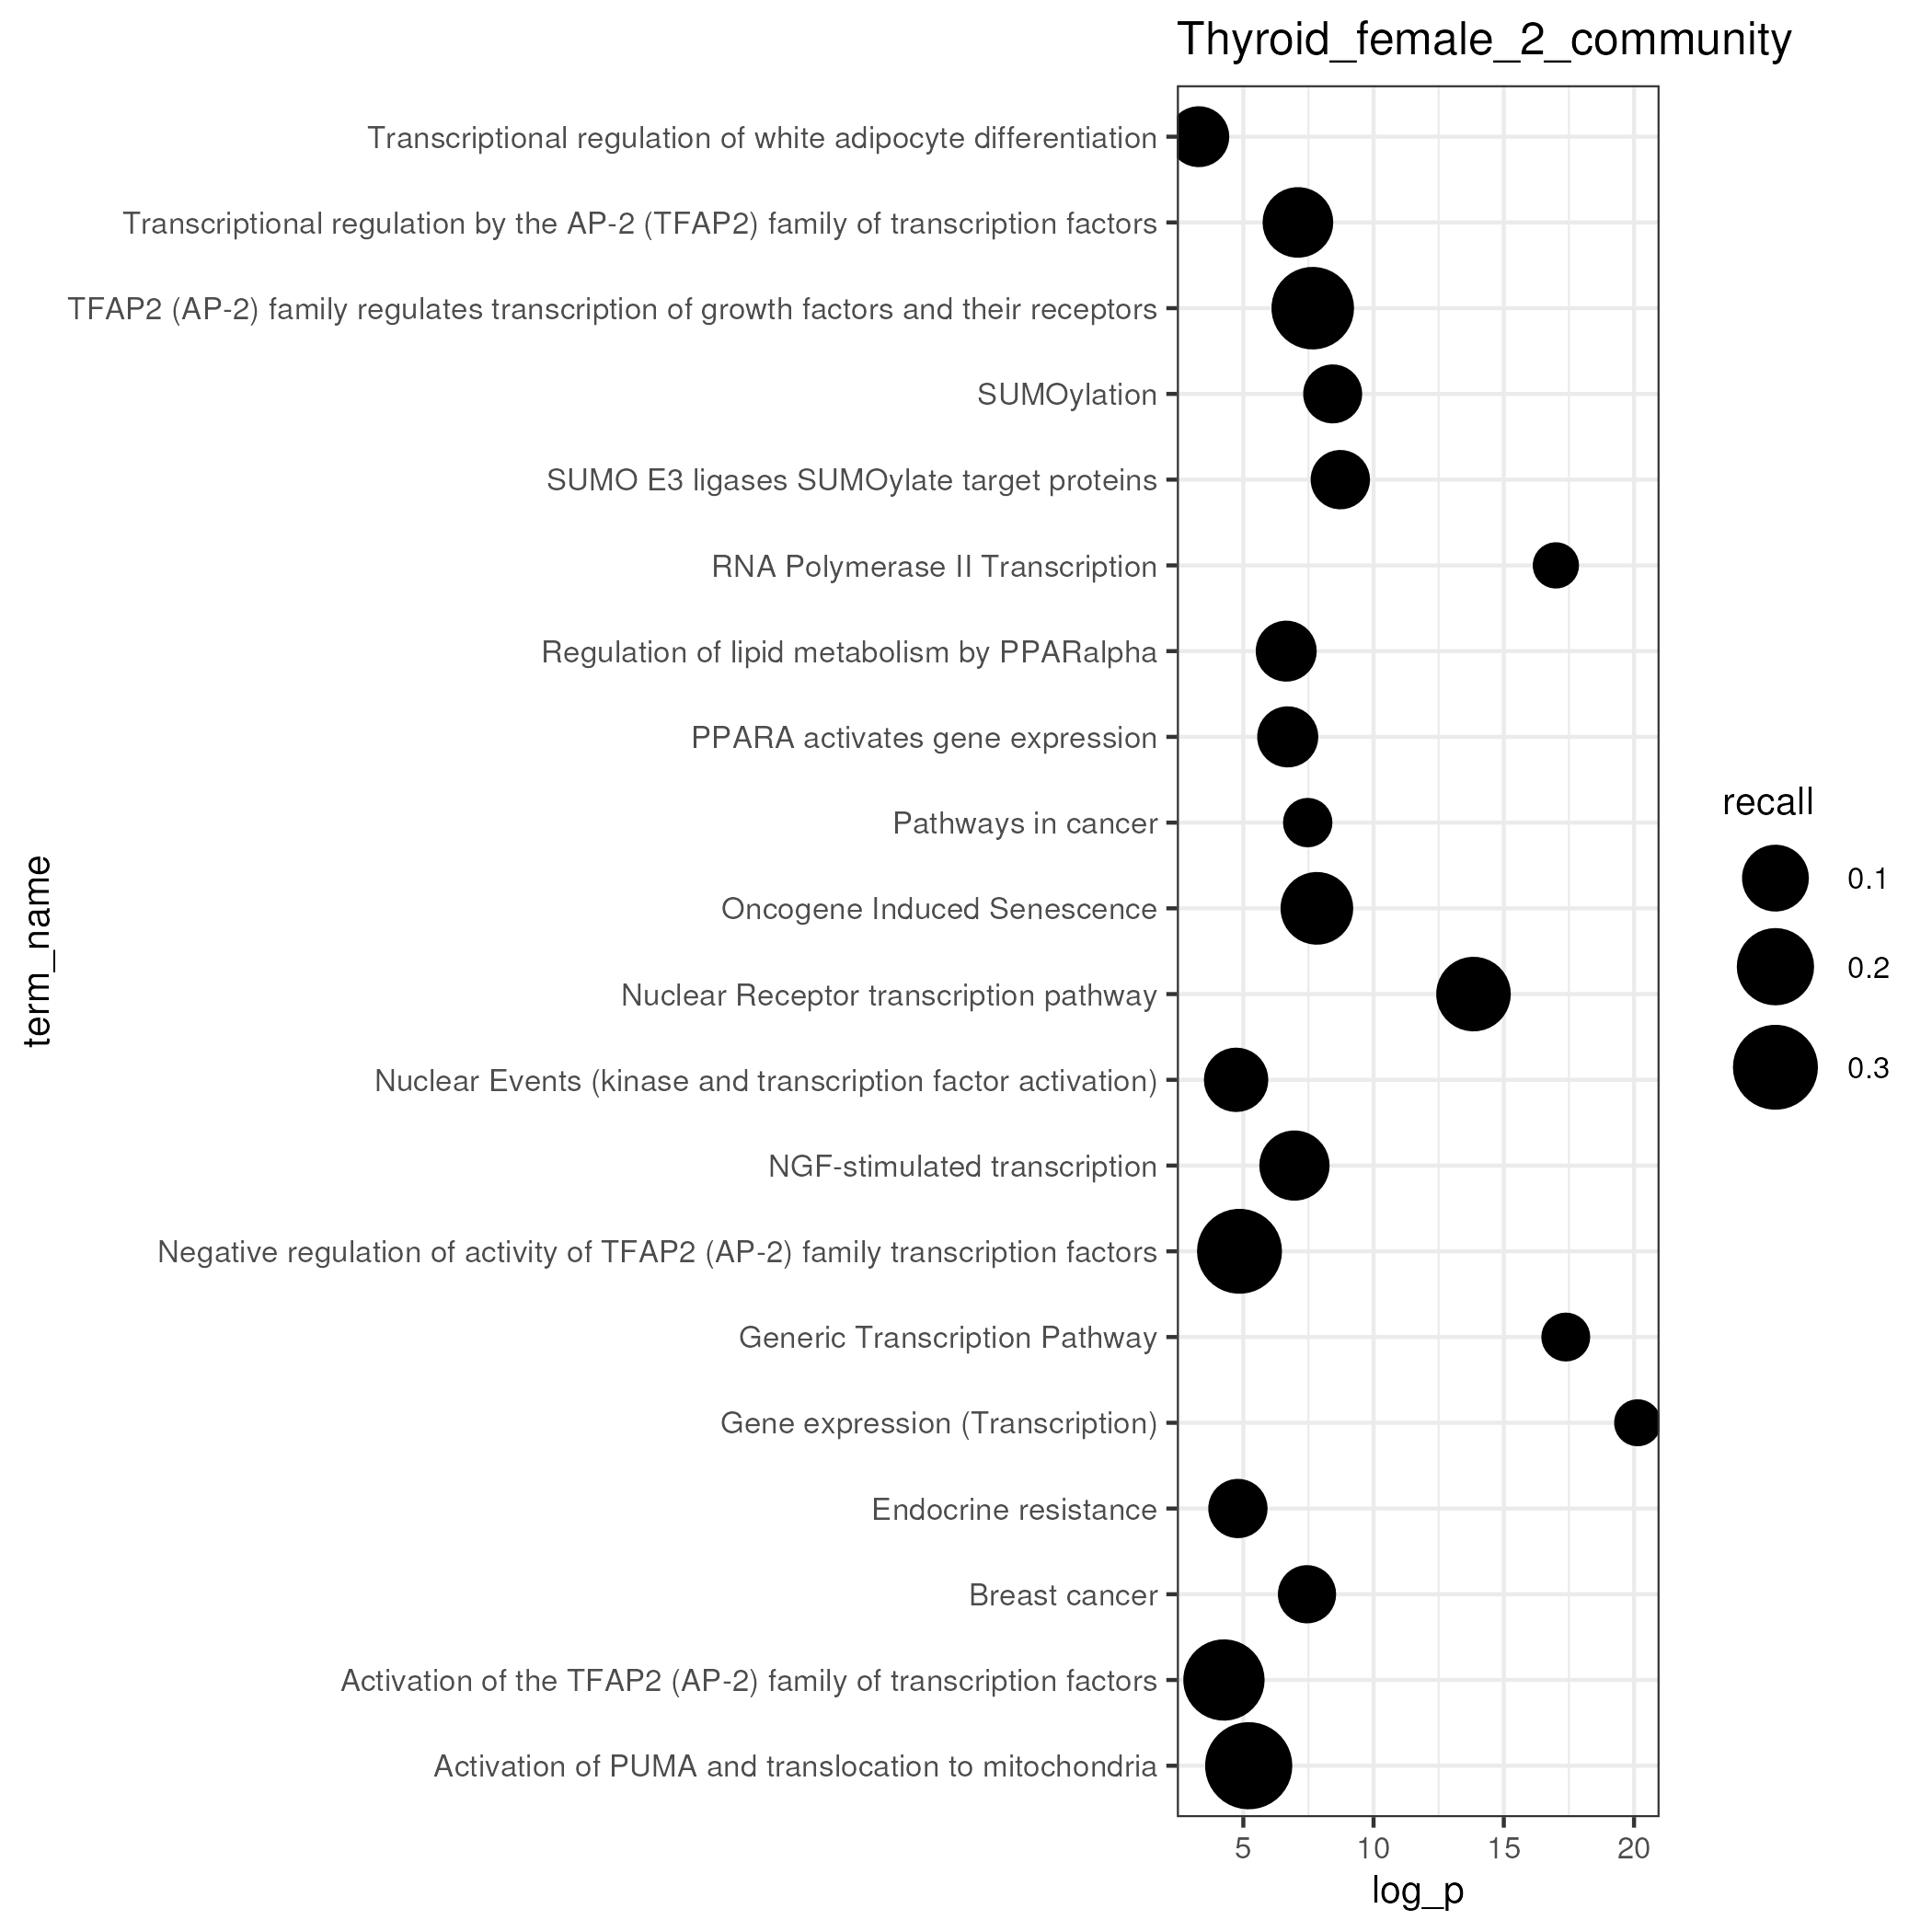 Thyroid_female_2_community
Transcriptional regulation of white adipocyte differentiation
Transcriptional regulation by the AP-2 (TFAP2) family of transcription factors
TFAP2 (AP-2) family regulates transcription of growth factors and their receptors
SUMOylation
SUMO E3 ligases SUMOylate target proteins
RNA Polymerase II Transcription
Regulation of lipid metabolism by PPARalpha
PPARA activates gene expression
Pathways in cancer
Oncogene Induced Senescence
Nuclear Receptor transcription pathway
Nuclear Events (kinase and transcription factor activation)
NGF-stimulated transcription
Negative regulation of activity of TFAP2 (AP-2) family transcription factors
Generic Transcription Pathway
Gene expression (Transcription)
Endocrine resistance
Breast cancer
Activation of the TFAP2 (AP-2) family of transcription factors
Activation of PUMA and translocation to mitochondria
term_name
5 10 15 20
log_p
recall
0.1
0.2
0.3